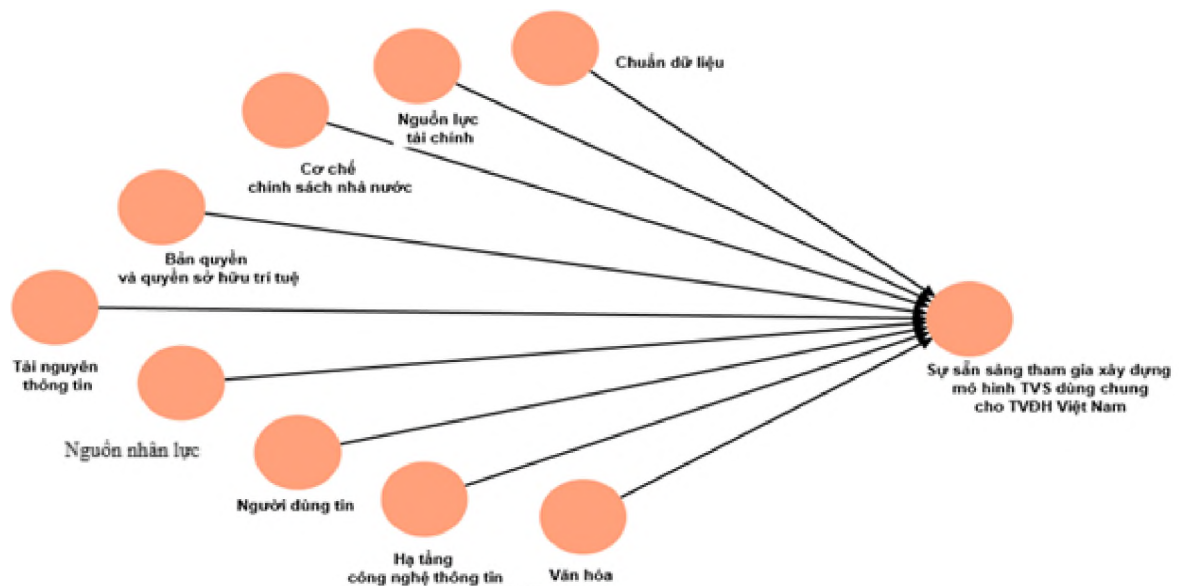 Chuẩn dữ liệu
Nguồn lực
tài chính
Cơ chế
chính sách nhà nước
Bản quyền
và quyền sở hữu trí tuệ
Tài nguyên
thông tin
Nguồn nhân lực
Người dùng tin
Hạ tầng
công nghệ thông tin
Văn hóa
Sự sẵn sàng tham gia xây dựng
mô hình TVS dùng chung
cho TVĐH Việt Nam